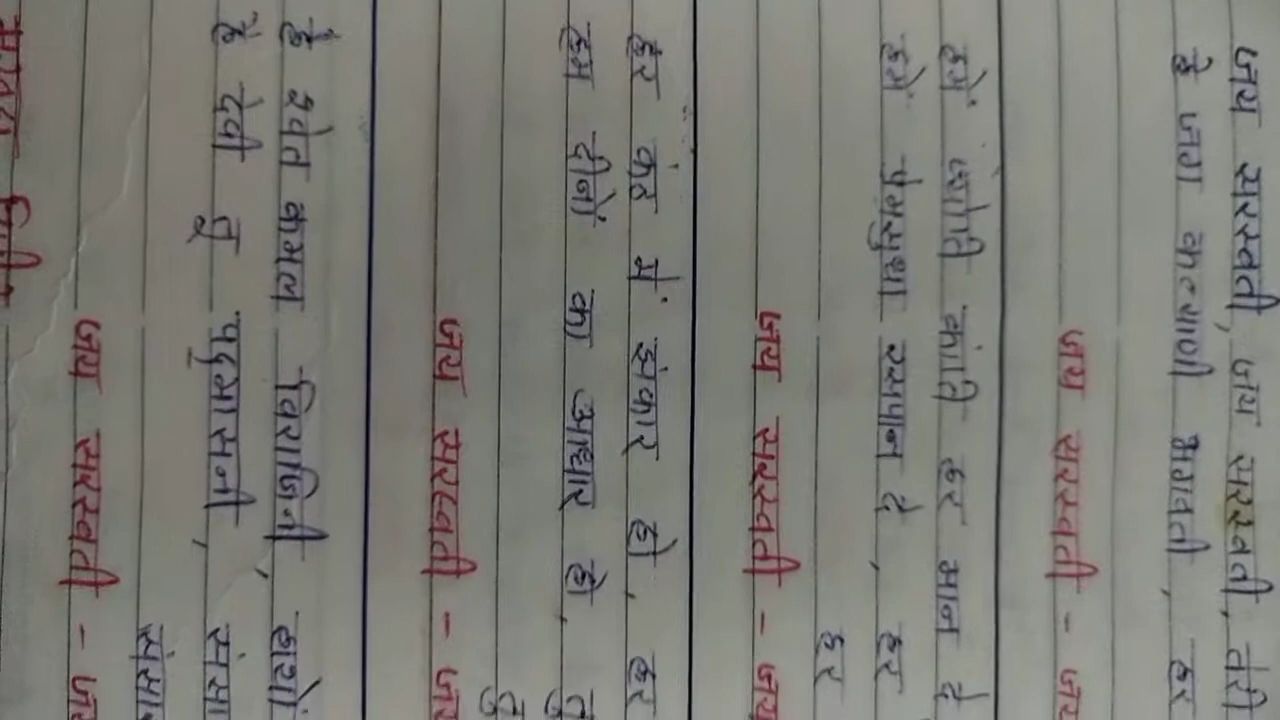 जय सरस्वती, जय सरस्वती, तेरी
हे जग कल्याणी भगवती, हर
जय सरस्वती - जय
हमें ज्योति कांति हर मान दे
हमें प्रेमसुधा रसपान दे, हर
हर
जय सरस्वती - जय
हर कंठ में झंकार हो, हर
हम दीनों का आधार हो,
जय सरस्वती - जय
हे श्वेत कमल विराजिनी, हाथों
हे देवी तू पद्मासनी, संसा
संसा
जय सरस्वती - जय